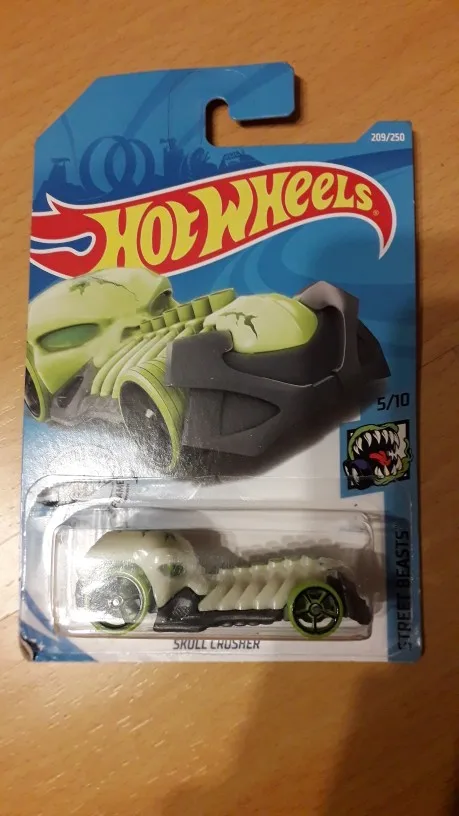 209/250
HOT WHEELS
5/10
STREET BEASTS
SKULL CRUSHER